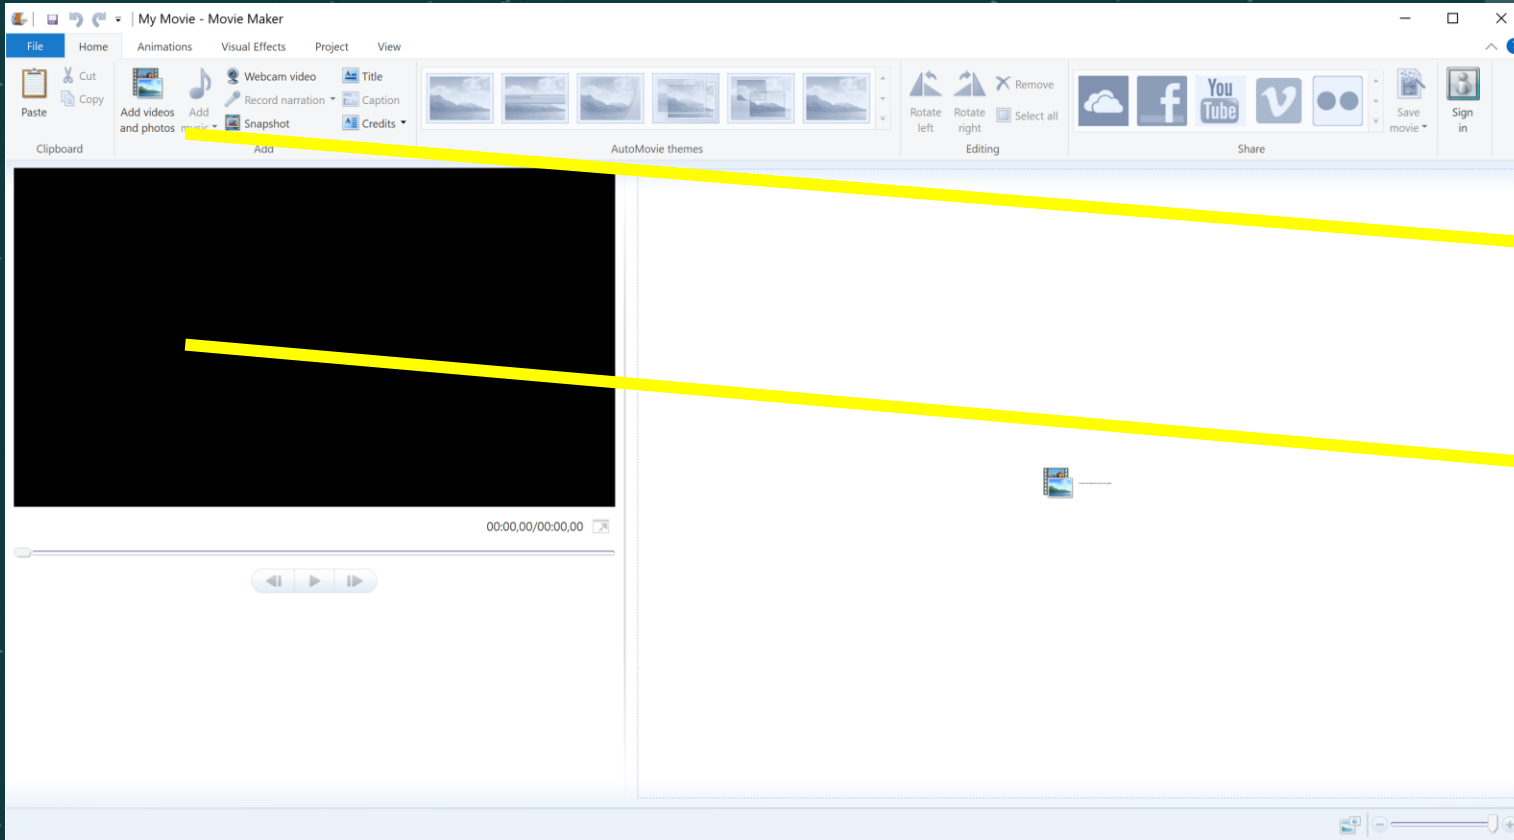 My Movie - Movie Maker
File Home Animations Visual Effects Project View
Paste
Cut
Copy
Clipboard
Add videos
and photos
Add
music
Webcam video
Record narration
Snapshot
Title
Caption
Credits
Add
AutoMovie themes
Rotate
left
Rotate
right
Remove
Select all
Editing
f
You
Tube
V
Share
Save
movie
Sign
in
00:00,00/00:00,00